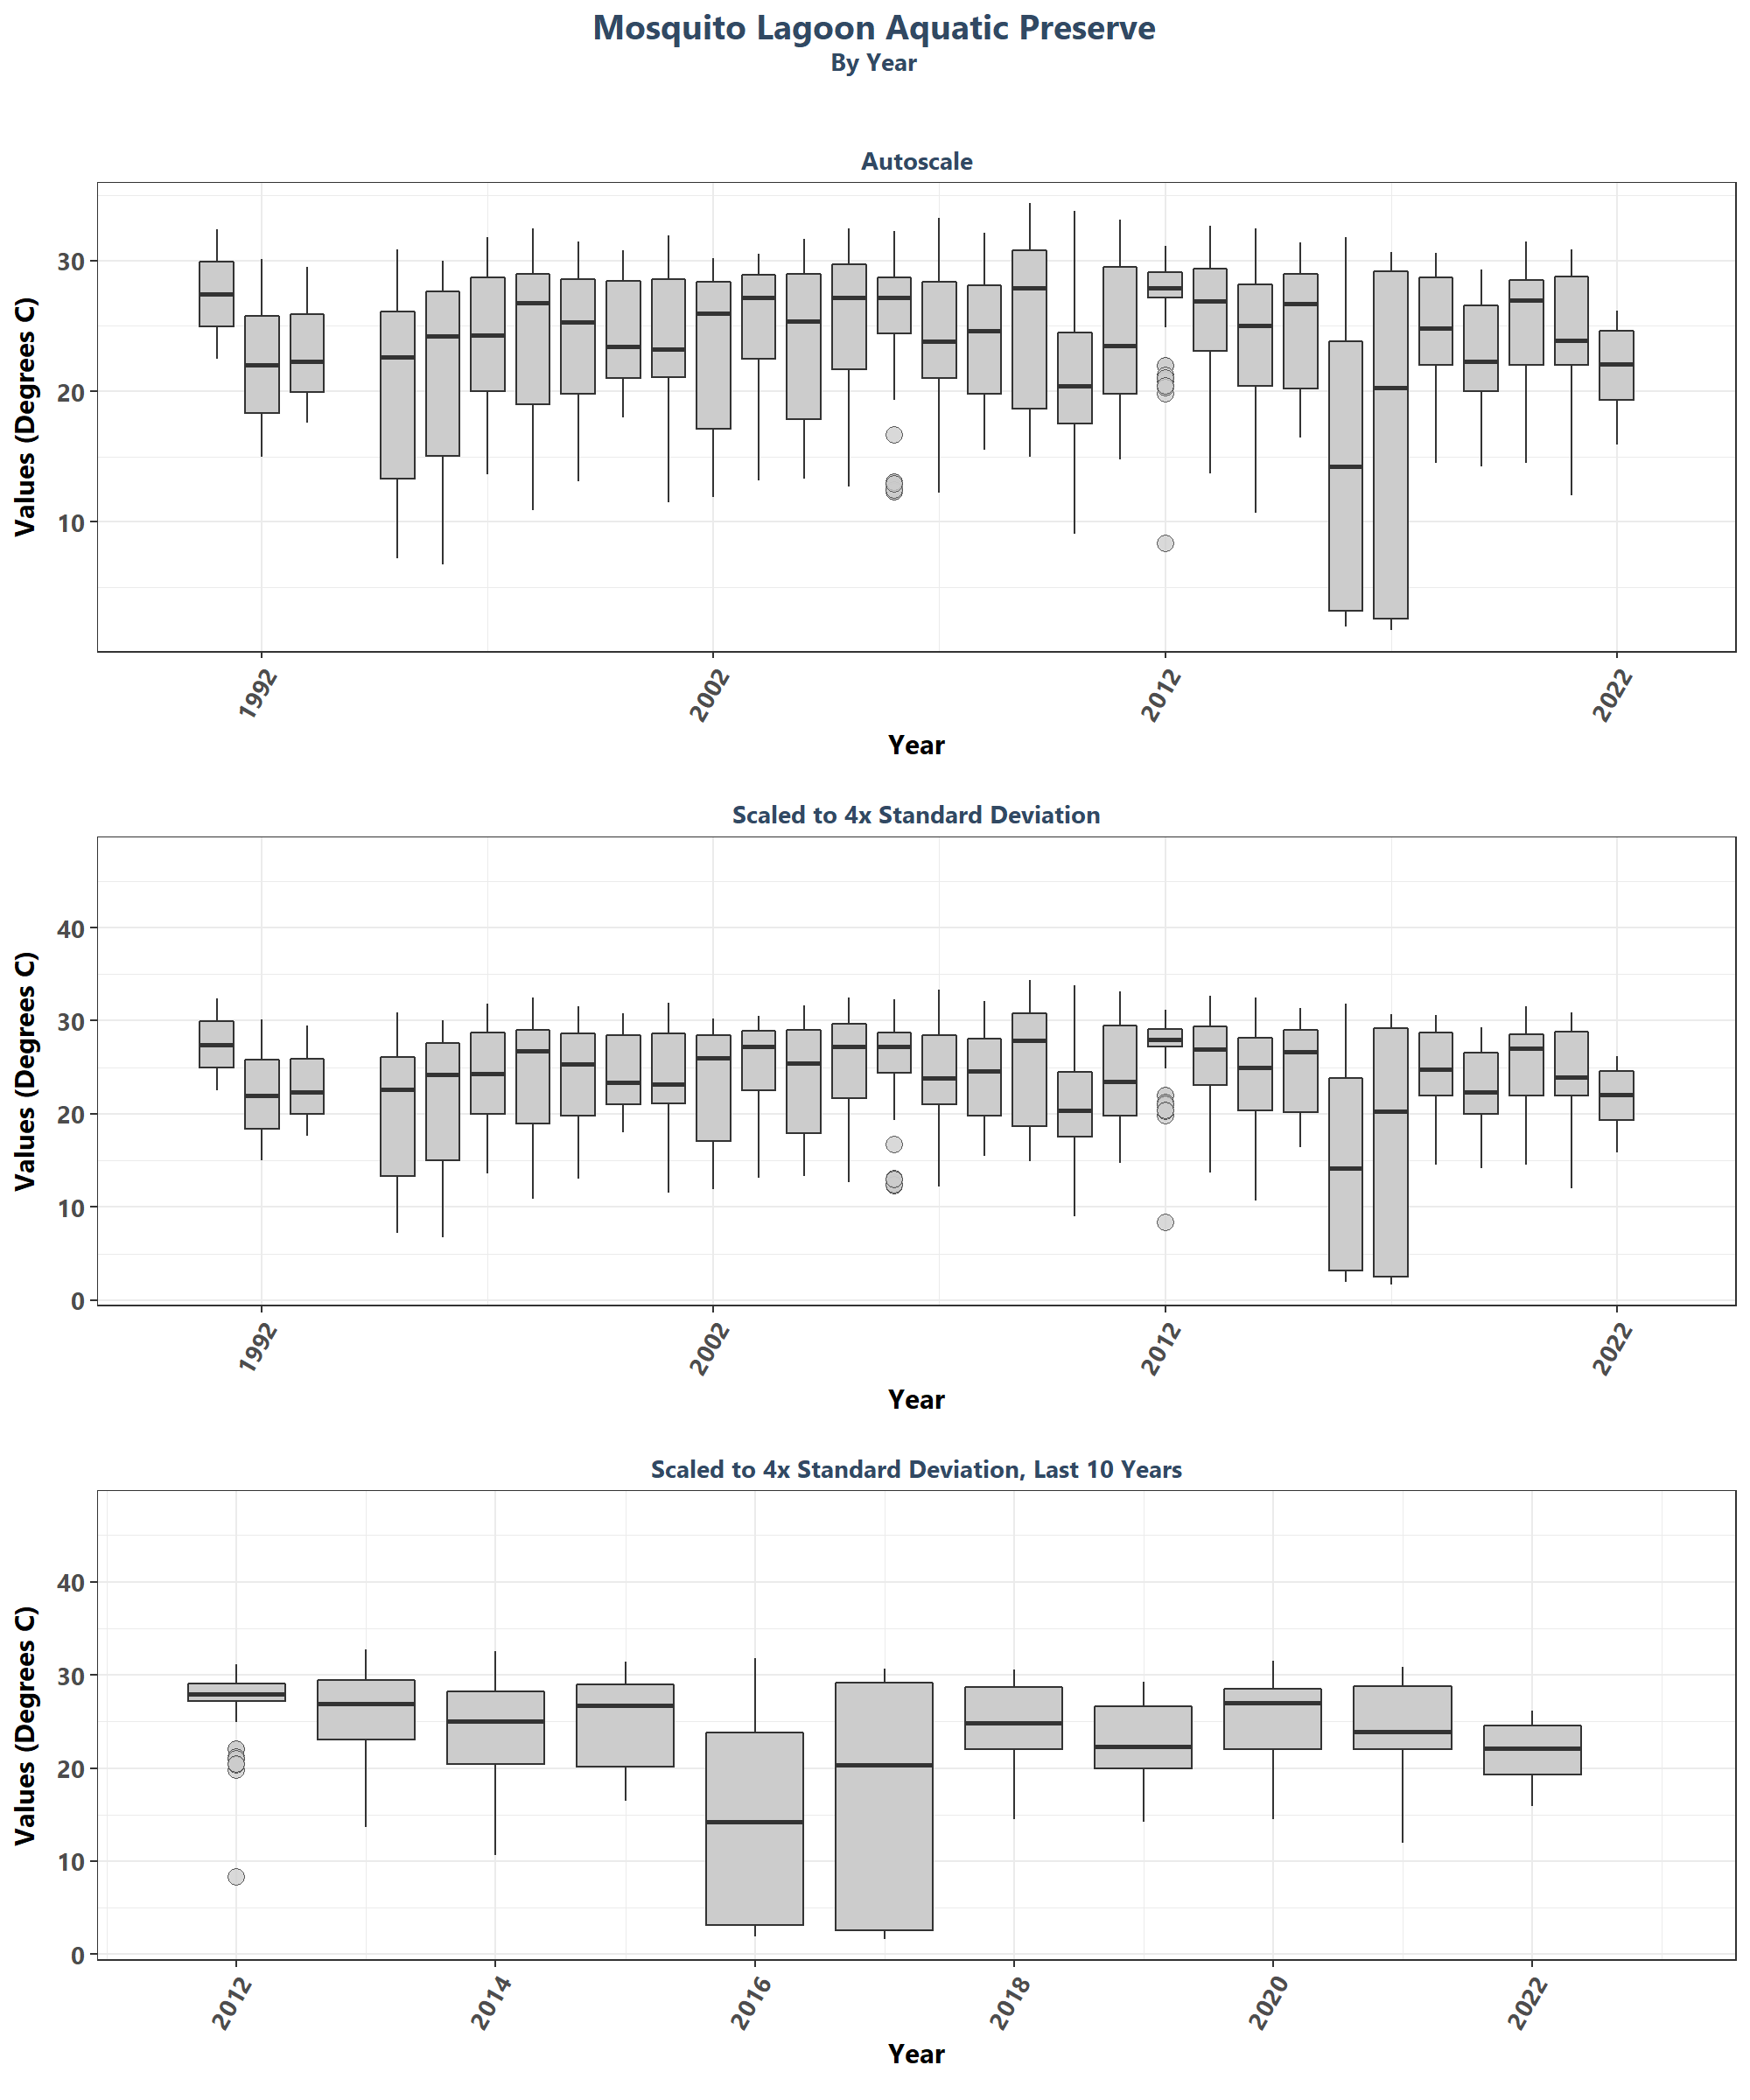 Mosquito Lagoon Aquatic Preserve
By Year
Autoscale
Values (Degrees C)
30
20
10
1992
2002
2012
2022
Year
Scaled to 4x Standard Deviation
Values (Degrees C)
40
30
20
10
0
1992
2002
2012
2022
Year
Scaled to 4x Standard Deviation, Last 10 Years
Values (Degrees C)
40
30
20
10
0
2012
2014
2016
2018
2020
2022
Year